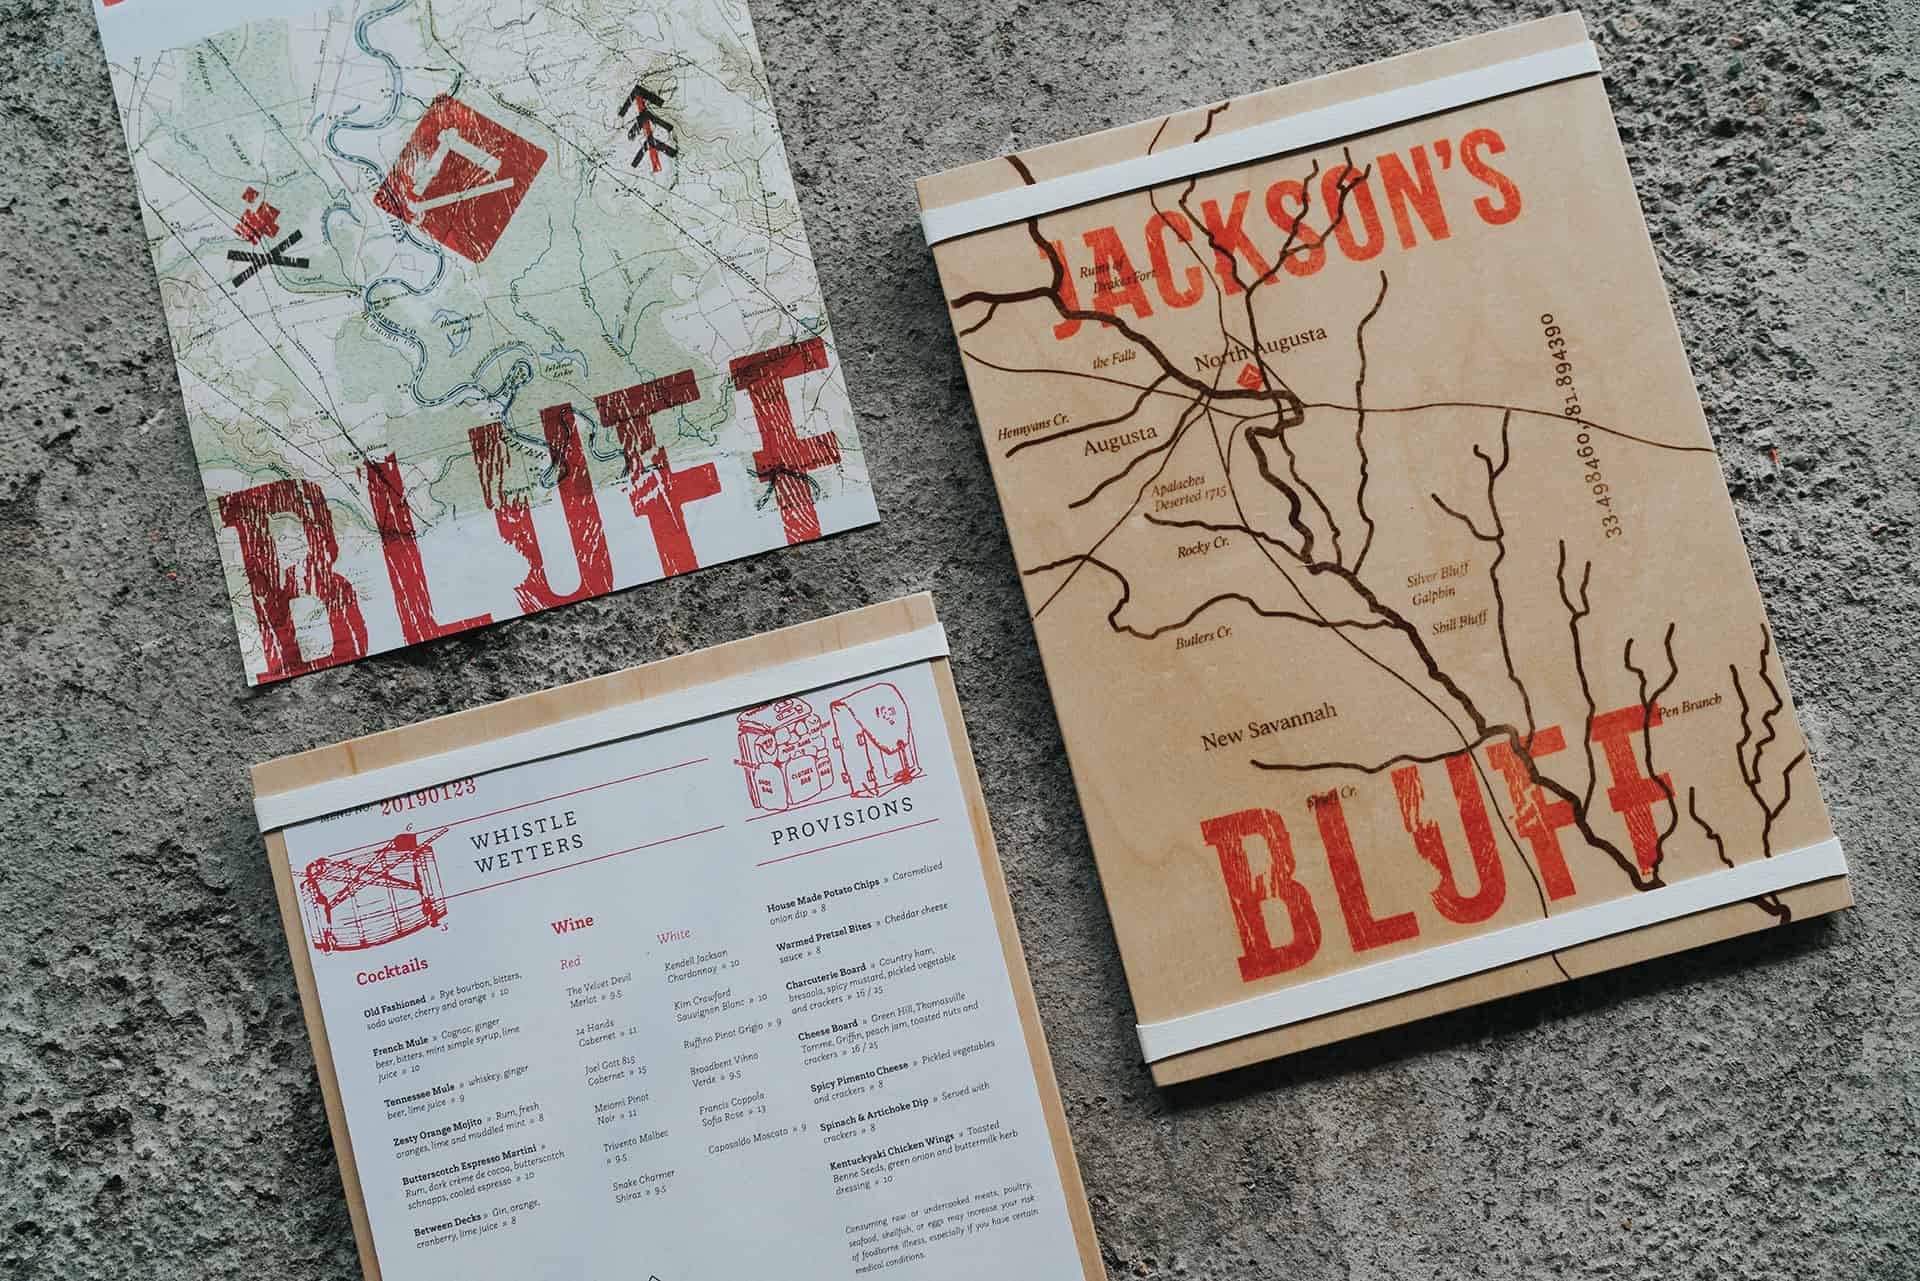 BLUFF
Island
Lake
JACKSON'S
Ruins of
Drakes Fort
the Falls
North Augusta
Hennyans Cr.
Augusta
Apalaches
Deserted 1715
Rocky Cr.
Butlers Cr.
33.498460,-81.894390
Silver Bluff
Galphin
Shill Bluff
New Savannah
Pen Branch
BLUFF
MENU NO. 20190123
WHISTLE
WETTERS
Cocktails
Old Fashioned » Rye bourbon, bitters,
soda water, cherry and orange » 10
French Mule » Cognac, ginger
beer, bitters, mint simple syrup, lime
juice » 10
Tennessee Mule » whiskey, ginger
beer, lime juice » 9
Zesty Orange Mojito » Rum, fresh
oranges, lime and muddled mint » 8
Butterscotch Espresso Martini »
Rum, dark crème de cocoa, butterscotch
schnapps, cooled espresso » 10
Between Decks » Gin, orange,
cranberry, lime juice » 8
Wine
Red
The Velvet Devil
Merlot » 9.5
14 Hands
Cabernet » 11
Joel Gott 815
Cabernet » 15
Meiomi Pinot
Noir » 11
Trivento Malbec
» 9.5
Snake Charmer
Shiraz » 9.5
White
Kendell Jackson
Chardonnay » 10
Kim Crawford
Sauvignon Blanc » 10
Ruffino Pinot Grigio » 9
Broadbent Vihno
Verde » 9.5
Francis Coppola
Sofia Rose » 13
Caposaldo Moscato » 9
CLOTHES
BAG
PROVISIONS
House Made Potato Chips » Caramelized
onion dip » 8
Warmed Pretzel Bites » Cheddar cheese
sauce » 8
Charcuterie Board » Country ham,
bresaola, spicy mustard, pickled vegetable
and crackers » 16 / 25
Cheese Board » Green Hill, Thomasville
Tomme, Griffin, peach jam, toasted nuts and
crackers » 16 / 25
Spicy Pimento Cheese » Pickled vegetables
and crackers » 8
Spinach & Artichoke Dip » Served with
crackers » 8
Kentuckyaki Chicken Wings » Toasted
Benne Seeds, green onion and buttermilk herb
dressing » 10
Consuming raw or undercooked meats, poultry,
seafood, shellfish, or eggs may increase your risk
of foodborne illness, especially if you have certain
medical conditions.